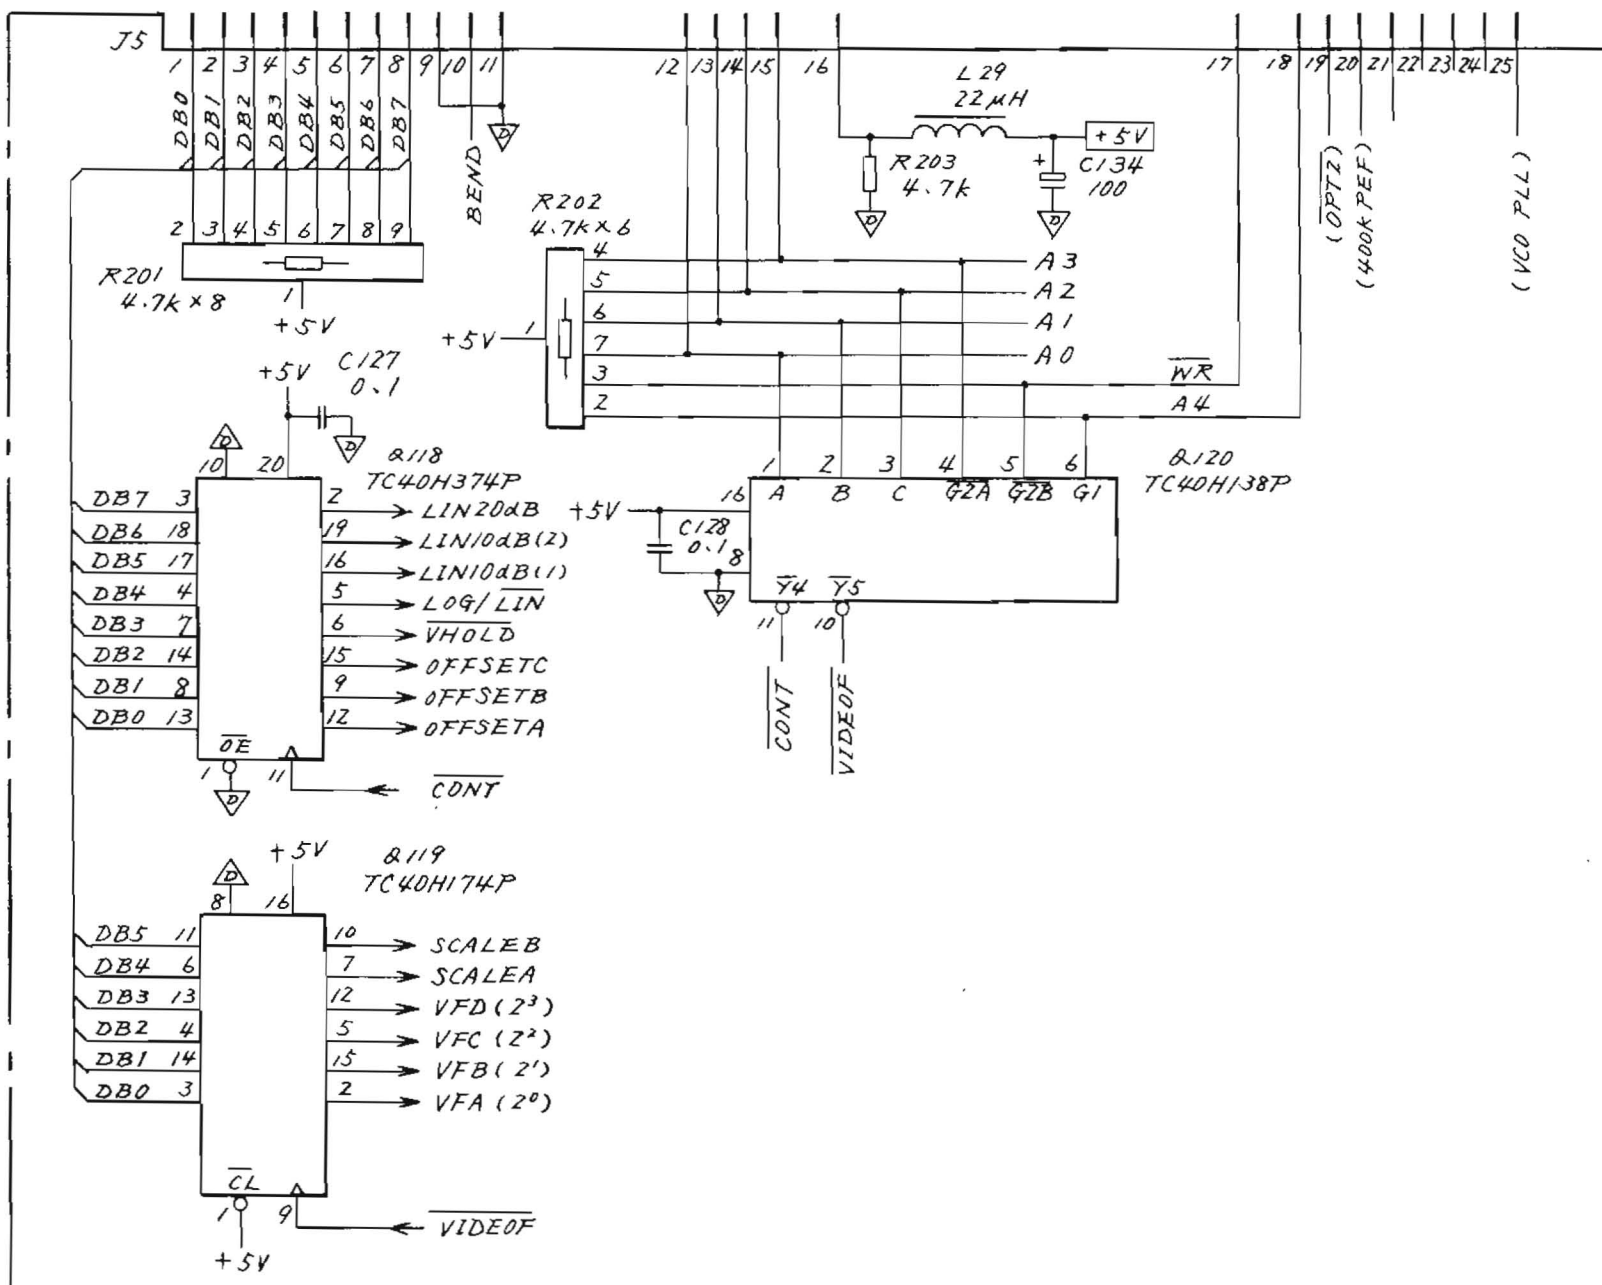 J5
1 2 3 4 5 6 7 8 9 10 11 12 13 14 15 16 17 18 19 20 21 22 23 24 25
DB0 DB1 DB2 DB3 DB4 DB5 DB6 DB7
BEND
D
L29
22μH
+5V
R203
4.7K
C134
+
100
D
D
(OPT2)
(400K PEF)
(VCO PLL)
2 3 4 5 6 7 8 9
R201
4.7K×8
1
+5V
R202
4.7K×6
+5V
1
4 A3
5 A2
6 A1
7 A0
3 WR
2 A4
+5V
C127
0.1
D
D
10 20
Q118
TC40H374P
DB7 3 2 LIN20dB
DB6 18 19 LIN10dB(2)
DB5 17 16 LIN10dB(1)
DB4 4 5 LOG/LIN
DB3 7 6 VHOLD
DB2 14 15 OFFSETC
DB1 8 9 OFFSETB
DB0 13 12 OFFSETA
OE
1 11
CONT
D
1 2 3 4 5 6
A B C G2A G2B G1
Q120
TC40H138P
+5V
16
C128
0.1
8
D
Y4 Y5
11 10
CONT
VIDEOF
+5V
D
8 16
Q119
TC40H174P
DB5 11 10 SCALEB
DB4 6 7 SCALEA
DB3 13 12 VFD (2³)
DB2 4 5 VFC (2²)
DB1 14 15 VFB (2¹)
DB0 3 2 VFA (2⁰)
CL
1 9
VIDEOF
+5V